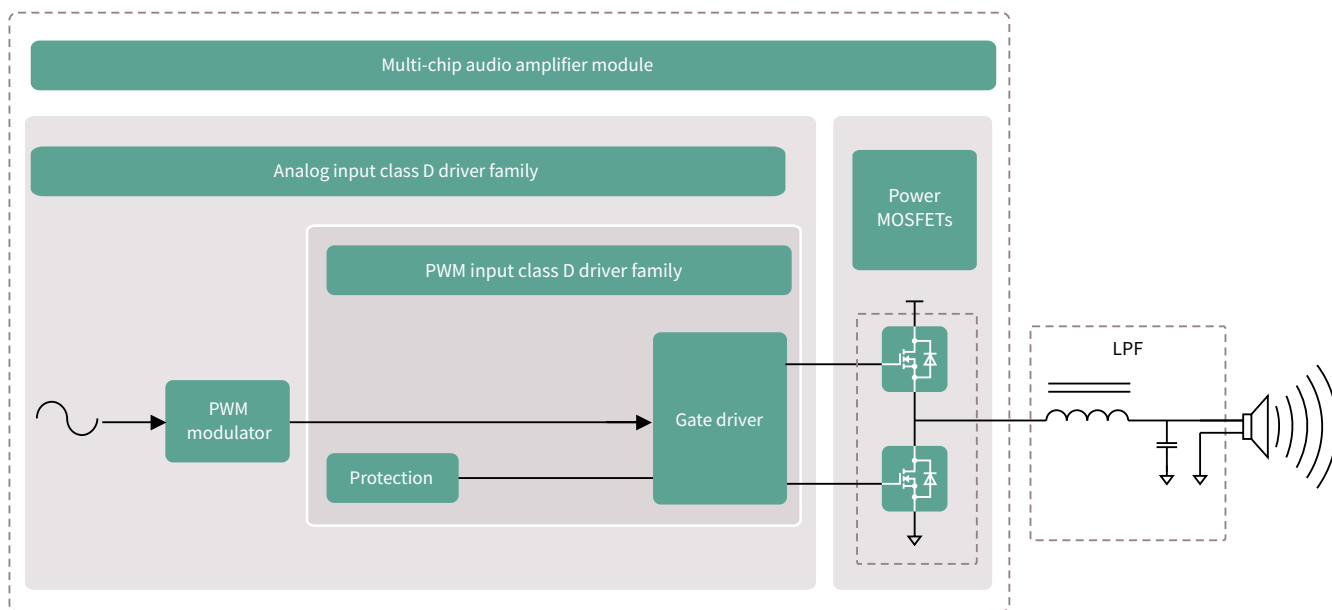 Multi-chip audio amplifier module
Analog input class D driver family
Power
MOSFETs
PWM input class D driver family
LPF
PWM
modulator
Gate driver
Protection